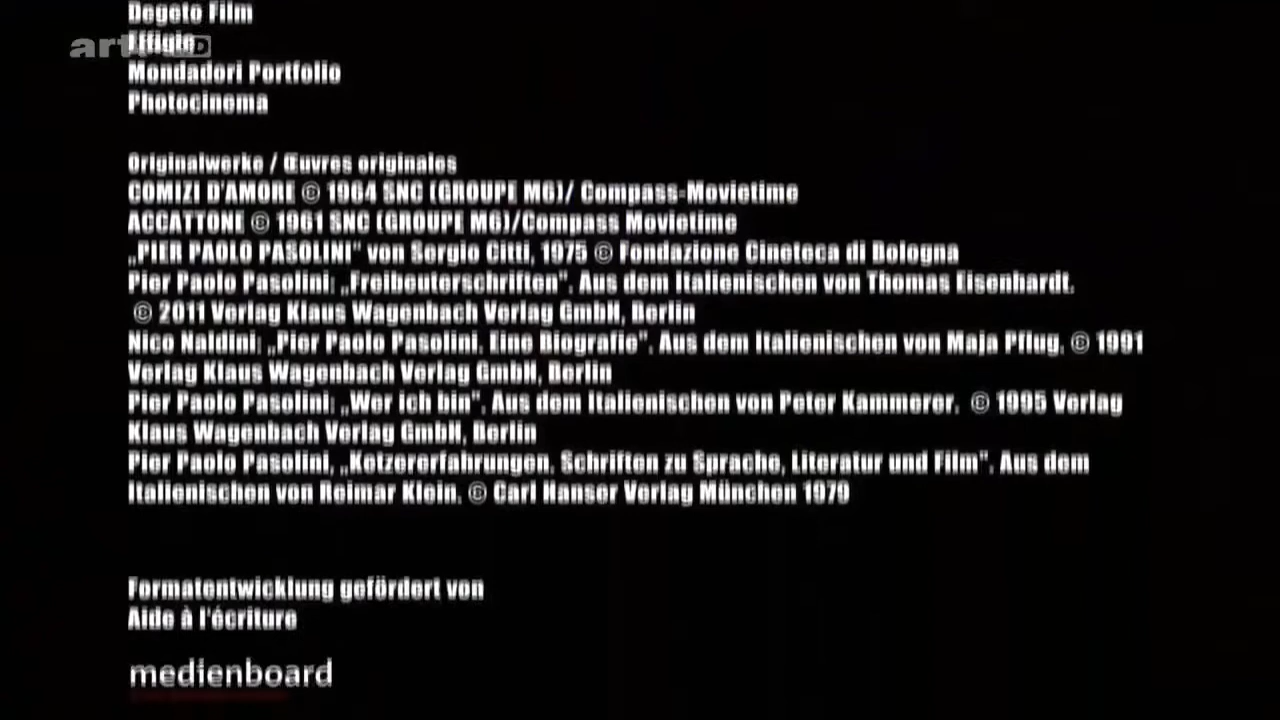 Degeto Film
Effigie
arte HD
Mondadori Portfolio
Photocinema
Originalwerke / Œuvres originales
COMIZI D'AMORE © 1964 SNC (GROUPE M6)/ Compass-Movietime
ACCATTONE © 1961 SNC (GROUPE M6)/Compass Movietime
„PIER PAOLO PASOLINI" von Sergio Citti, 1975 © Fondazione Cineteca di Bologna
Pier Paolo Pasolini: „Freibeuterschriften". Aus dem Italienischen von Thomas Eisenhardt.
© 2011 Verlag Klaus Wagenbach Verlag GmbH, Berlin
Nico Naldini: „Pier Paolo Pasolini. Eine Biografie". Aus dem Italienischen von Maja Pflug. © 1991
Verlag Klaus Wagenbach Verlag GmbH, Berlin
Pier Paolo Pasolini: „Wer ich bin". Aus dem Italienischen von Peter Kammerer. © 1995 Verlag
Klaus Wagenbach Verlag GmbH, Berlin
Pier Paolo Pasolini, „Ketzererfahrungen. Schriften zu Sprache, Literatur und Film". Aus dem
Italienischen von Reimar Klein. © Carl Hanser Verlag München 1979
Formatentwicklung gefördert von
Aide à l'écriture
medienboard